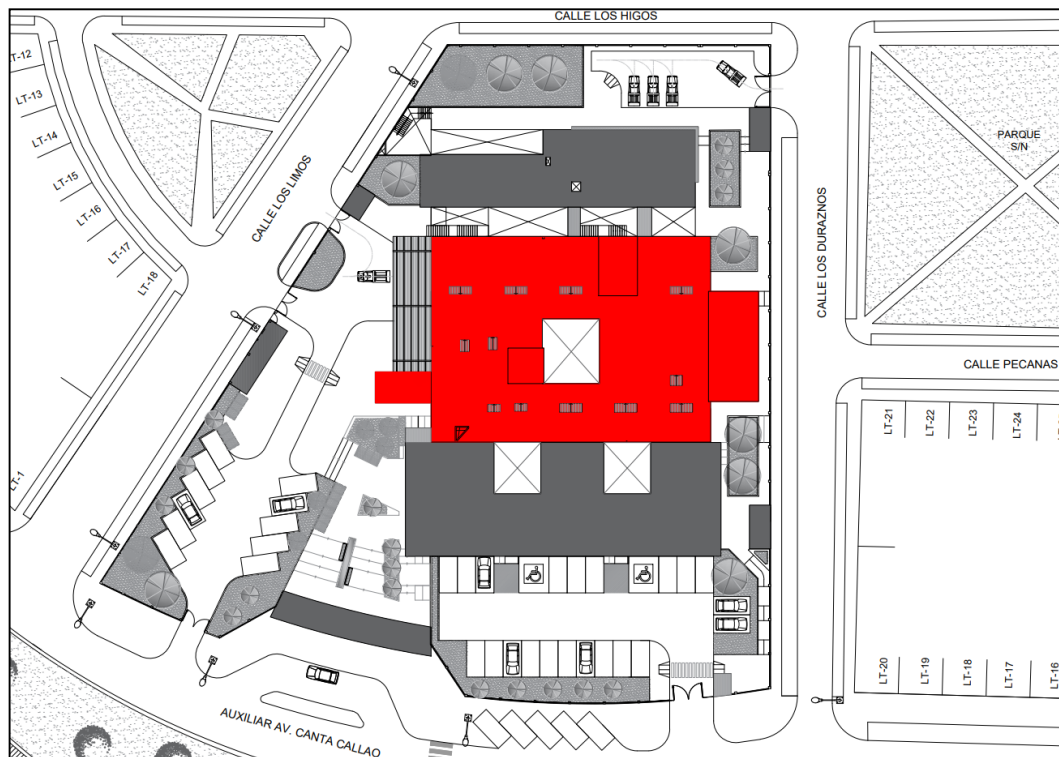 CALLE LOS HIGOS
LT-12
LT-13
LT-14
LT-15
LT-16
LT-17
LT-18
CALLE LOS LIMOS
PARQUE
S/N
CALLE LOS DURAZNOS
CALLE PECANAS
LT-21
LT-22
LT-23
LT-24
LT-1
LT-20
LT-19
LT-18
LT-17
LT-16
AUXILIAR AV. CANTA CALLAO